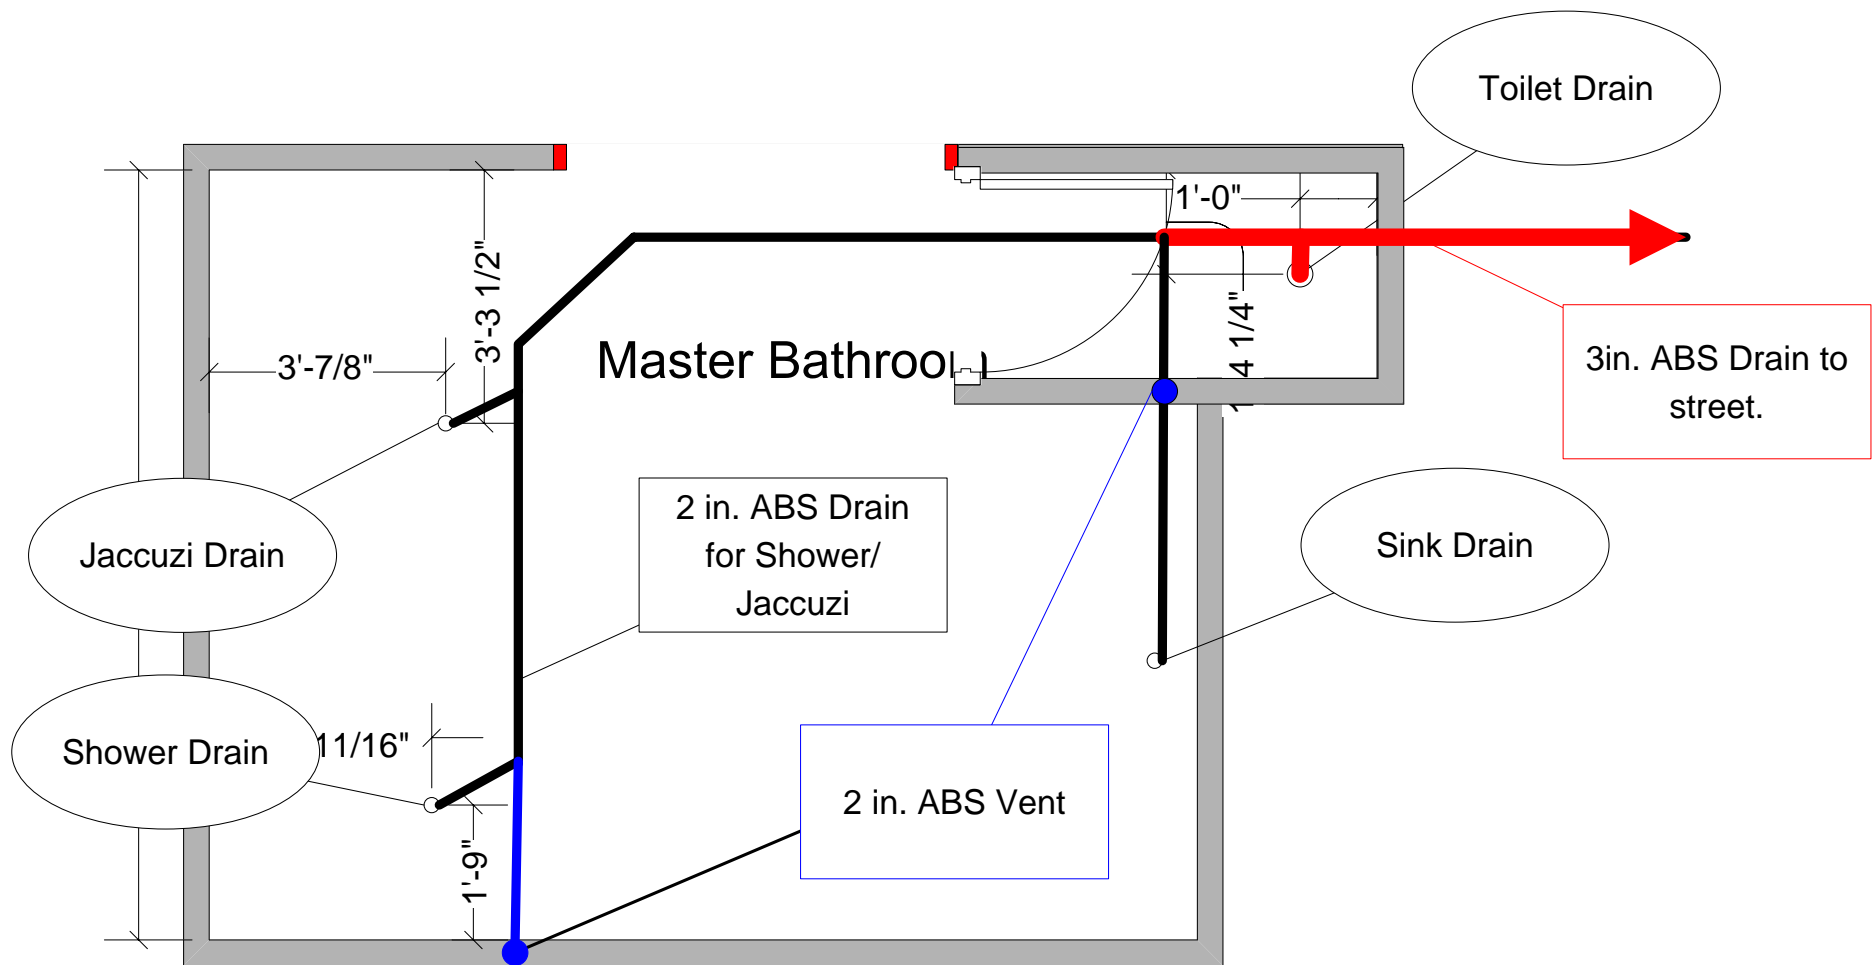 Toilet Drain
1'-0"
3'-3 1/2"
3'-7/8"
Master Bathroom
4 1/4"
3in. ABS Drain to
street.
2 in. ABS Drain
for Shower/
Jaccuzi
Jaccuzi Drain
Sink Drain
Shower Drain
11/16"
2 in. ABS Vent
1'-9"